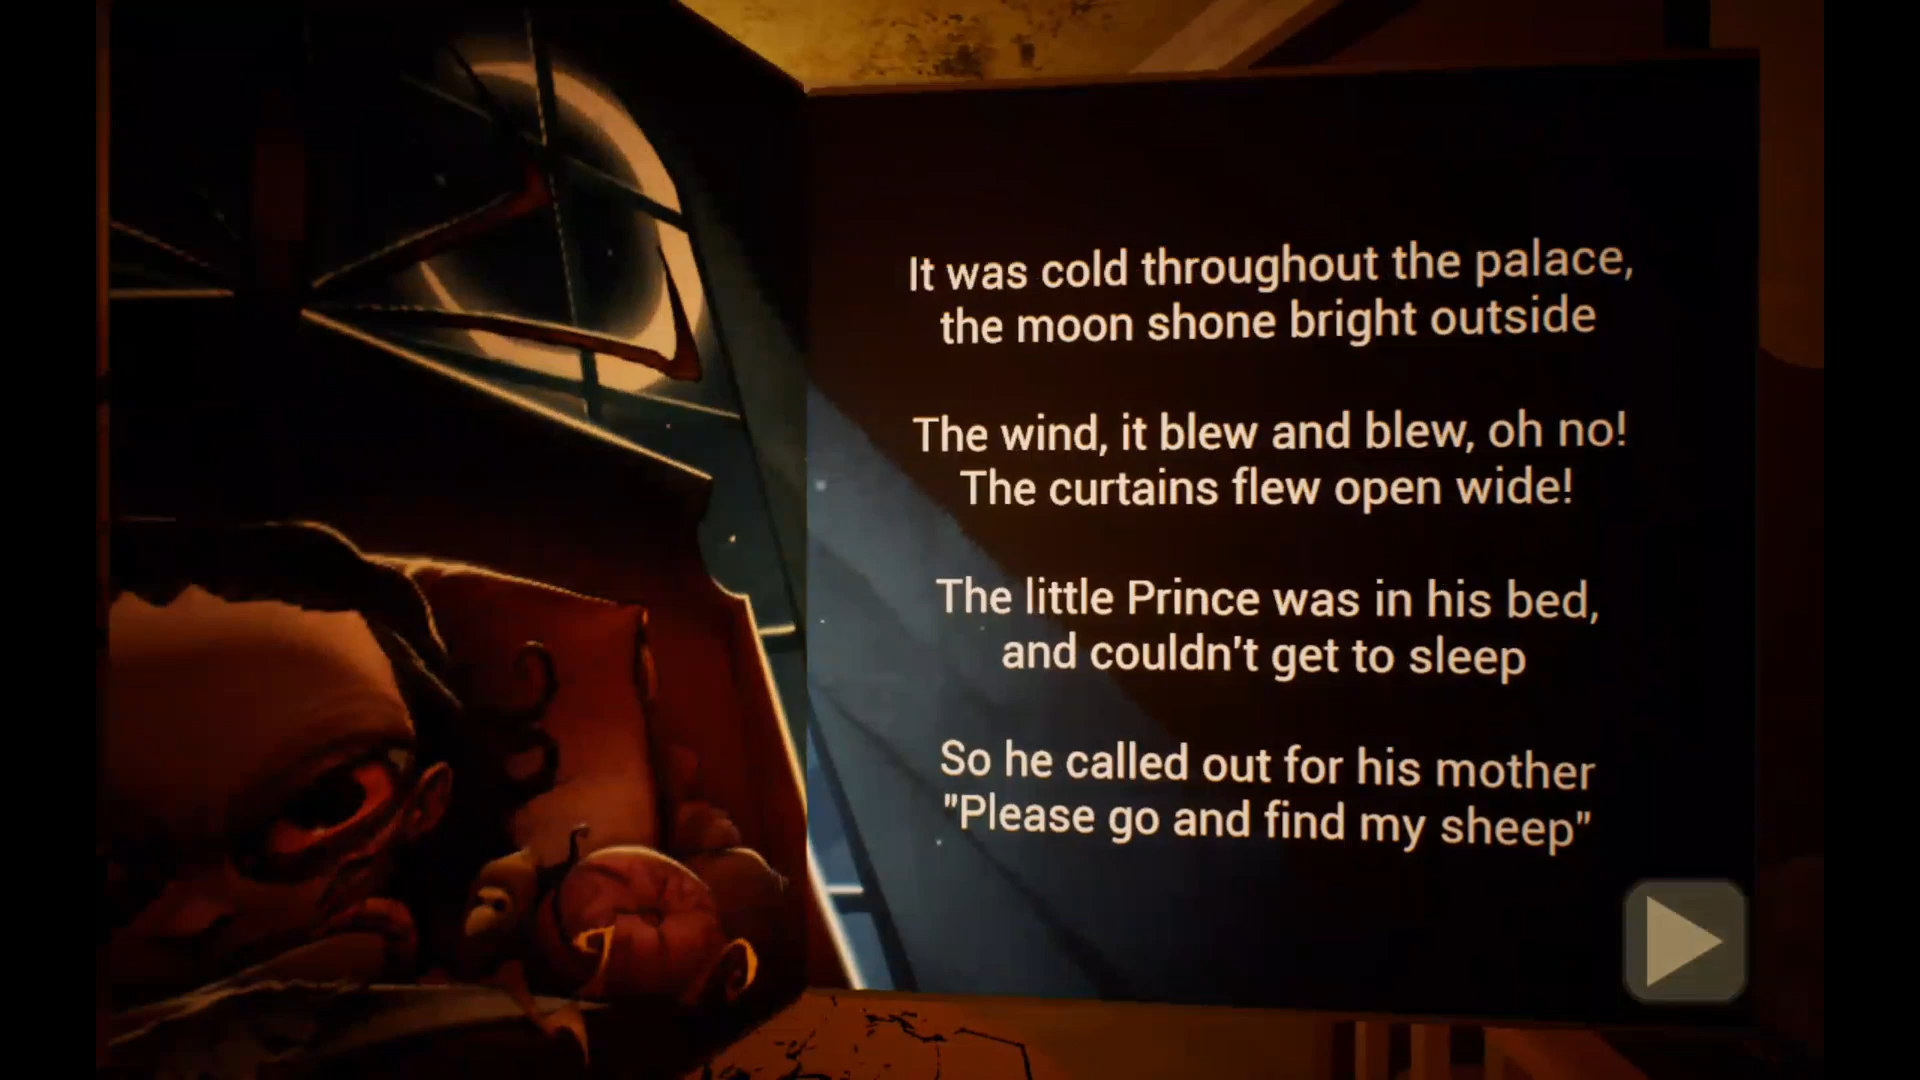 It was cold throughout the palace,
the moon shone bright outside
The wind, it blew and blew, oh no!
The curtains flew open wide!
The little Prince was in his bed,
and couldn't get to sleep
So he called out for his mother
"Please go and find my sheep"